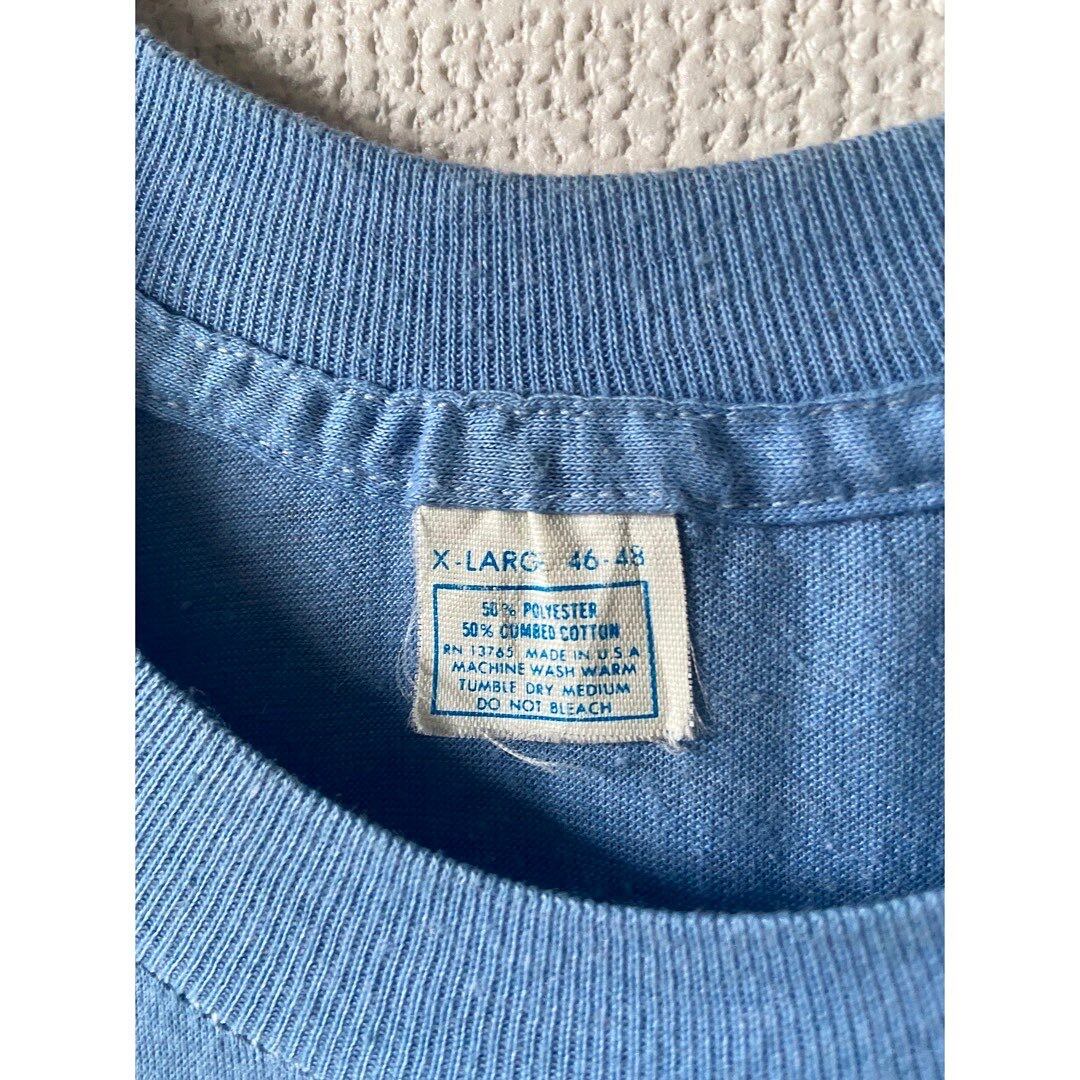 X-LARGE 46-48
50% POLYESTER
50% COMBED COTTON
RN 13765 MADE IN U.S.A
MACHINE WASH WARM
TUMBLE DRY MEDIUM
DO NOT BLEACH